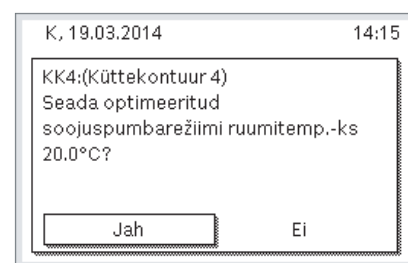 K, 19.03.2014 14:15
KK4:(Küttekontuur 4)
Seada optimeeritud
soojuspumbarežiimi ruumitemp.-ks
20.0°C?
Jah Ei